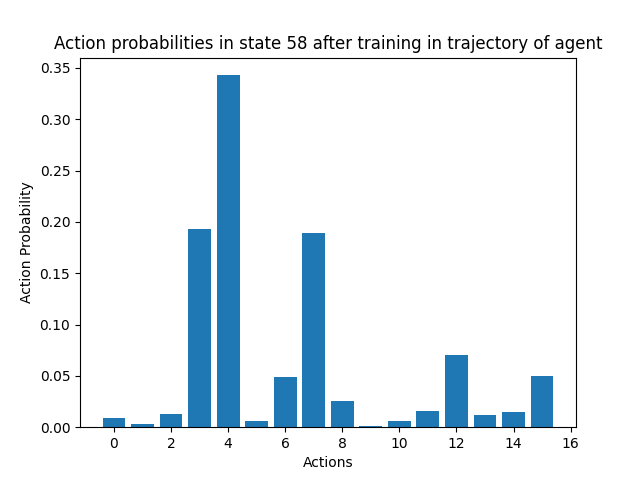 Action probabilities in state 58 after training in trajectory of agent
0.35
0.30
0.25
0.20
0.15
0.10
0.05
0.00
Action Probability
0 2 4 6 8 10 12 14 16
Actions